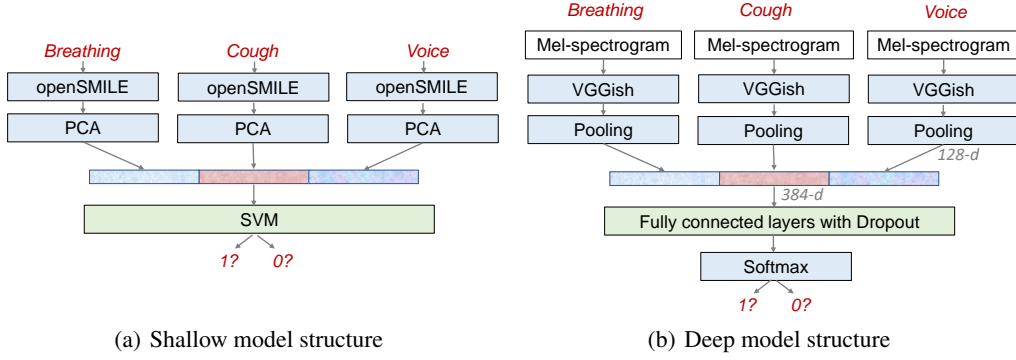 Breathing Cough Voice
openSMILE openSMILE openSMILE
PCA PCA PCA
SVM
1? 0?
(a) Shallow model structure
Breathing Cough Voice
Mel-spectrogram Mel-spectrogram Mel-spectrogram
VGGish VGGish VGGish
Pooling Pooling Pooling
128-d
384-d
Fully connected layers with Dropout
Softmax
1? 0?
(b) Deep model structure